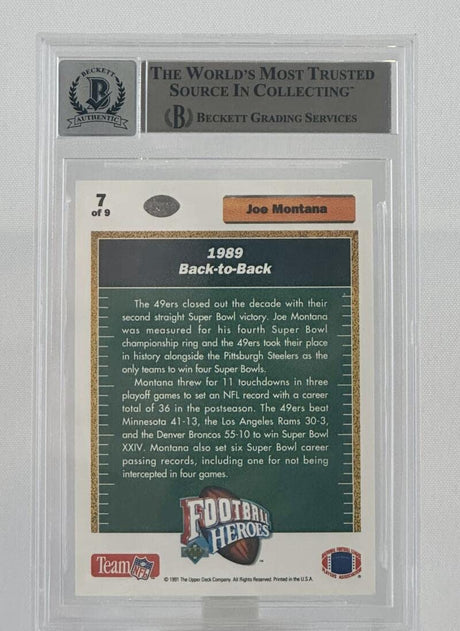 BECKETT
B
AUTHENTIC
THE WORLD'S MOST TRUSTED
SOURCE IN COLLECTING™
B BECKETT GRADING SERVICES
7
of 9
Joe Montana
1989
Back-to-Back
The 49ers closed out the decade with their
second straight Super Bowl victory. Joe Montana
was measured for his fourth Super Bowl
championship ring and the 49ers took their place
in history alongside the Pittsburgh Steelers as the
only teams to win four Super Bowls.
Montana threw for 11 touchdowns in three
playoff games to set an NFL record with a career
total of 36 in the postseason. The 49ers beat
Minnesota 41-13, the Los Angeles Rams 30-3,
and the Denver Broncos 55-10 to win Super Bowl
XXIV. Montana also set six Super Bowl career
passing records, including one for not being
intercepted in four games.
FOOTBALL
HEROES
™
Team NFL
© 1991 The Upper Deck Company. All Rights Reserved. Printed in the U.S.A.